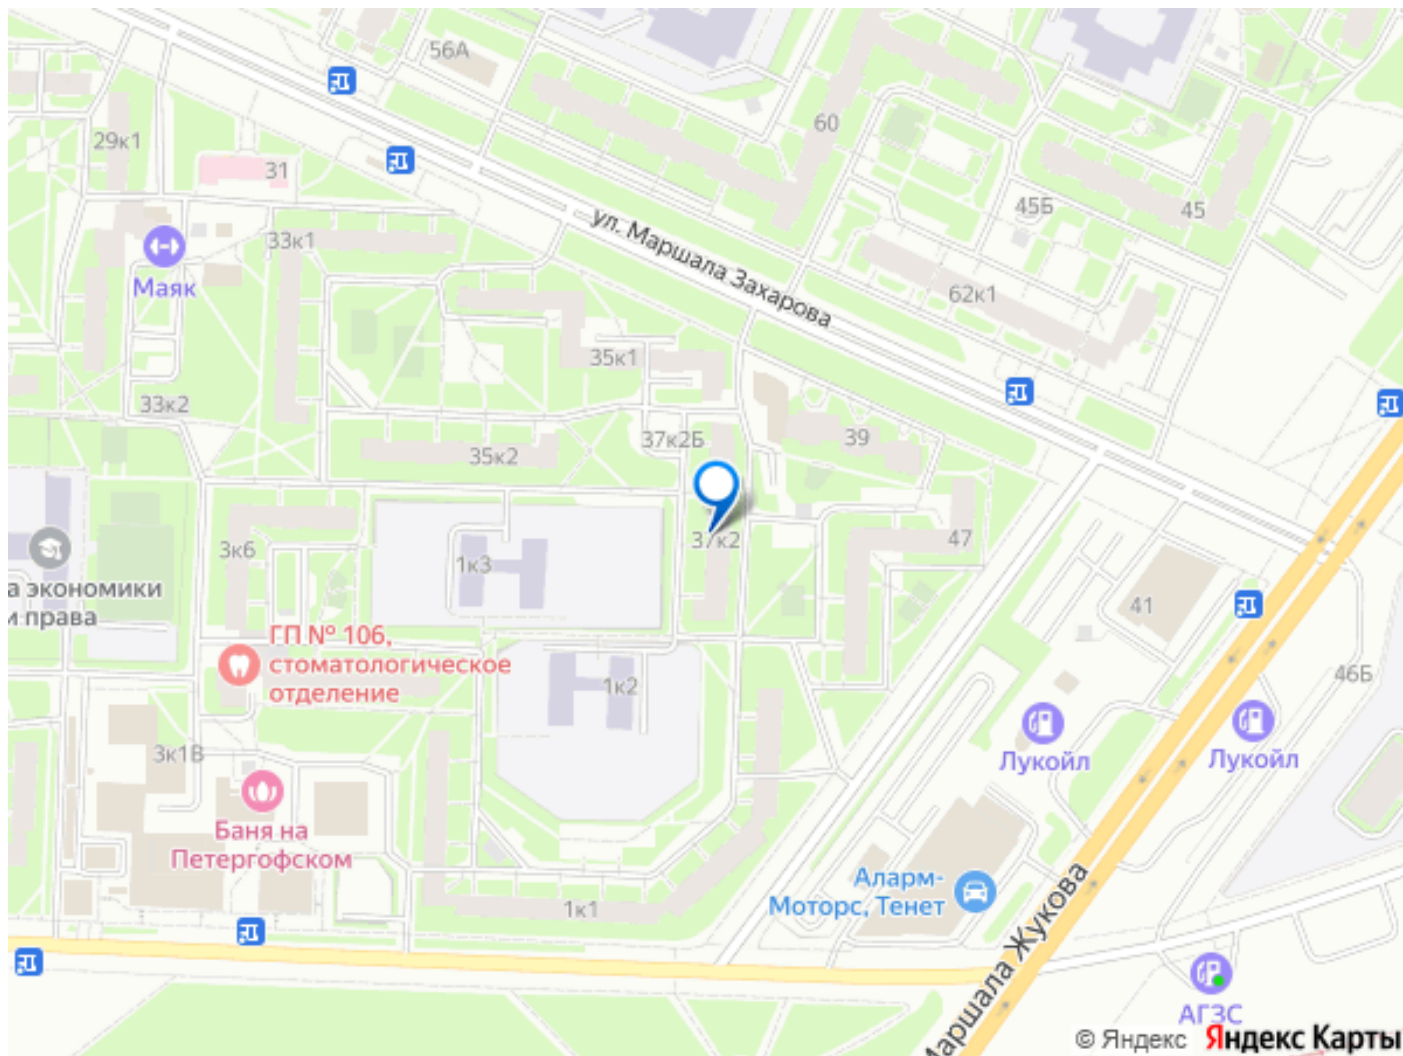 56А
60
29к1
31
45Б
45
33к1
ул. Маршала Захарова
Маяк
62к1
35к1
33к2
37к2Б
39
35к2
37к2
47
3к6
1к3
а экономики
и права
41
ГП № 106,
стоматологическое
отделение
1к2
46Б
3к1В
Лукойл
Лукойл
Баня на
Петергофском
Аларм-
Моторс, Тенет
1к1
Маршала Жукова
АГЗС
© Яндекс Яндекс Карты